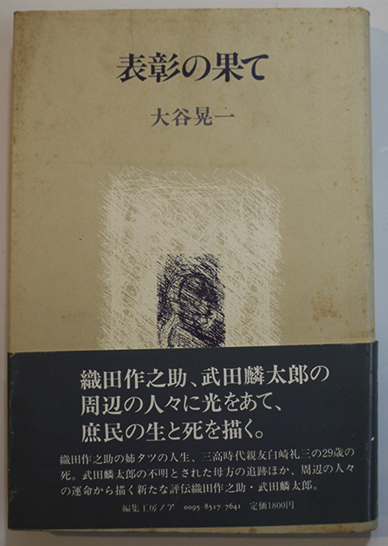 表彰の果て
大谷晃一
織田作之助、武田麟太郎の
周辺の人々に光をあて、
庶民の生と死を描く。
織田作之助の姉タツの人生、三高時代親友白崎礼三の29歳の
死。武田麟太郎の不明とされた母方の追跡ほか、周辺の人々
の運命から描く新たな評伝織田作之助・武田麟太郎。
編集工房ノア 0095-8517-7641 定価1800円